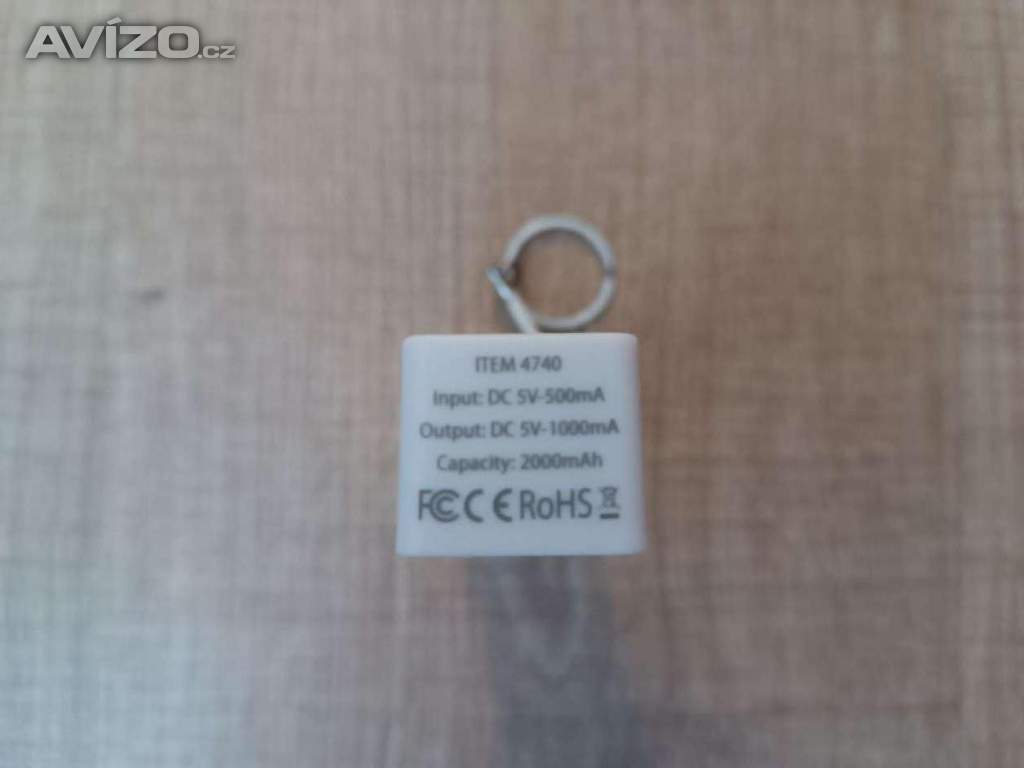 AVÍZO.cz
ITEM 4740
Input: DC 5V-500mA
Output: DC 5V-1000mA
Capacity: 2000mAh
FC CE RoHS